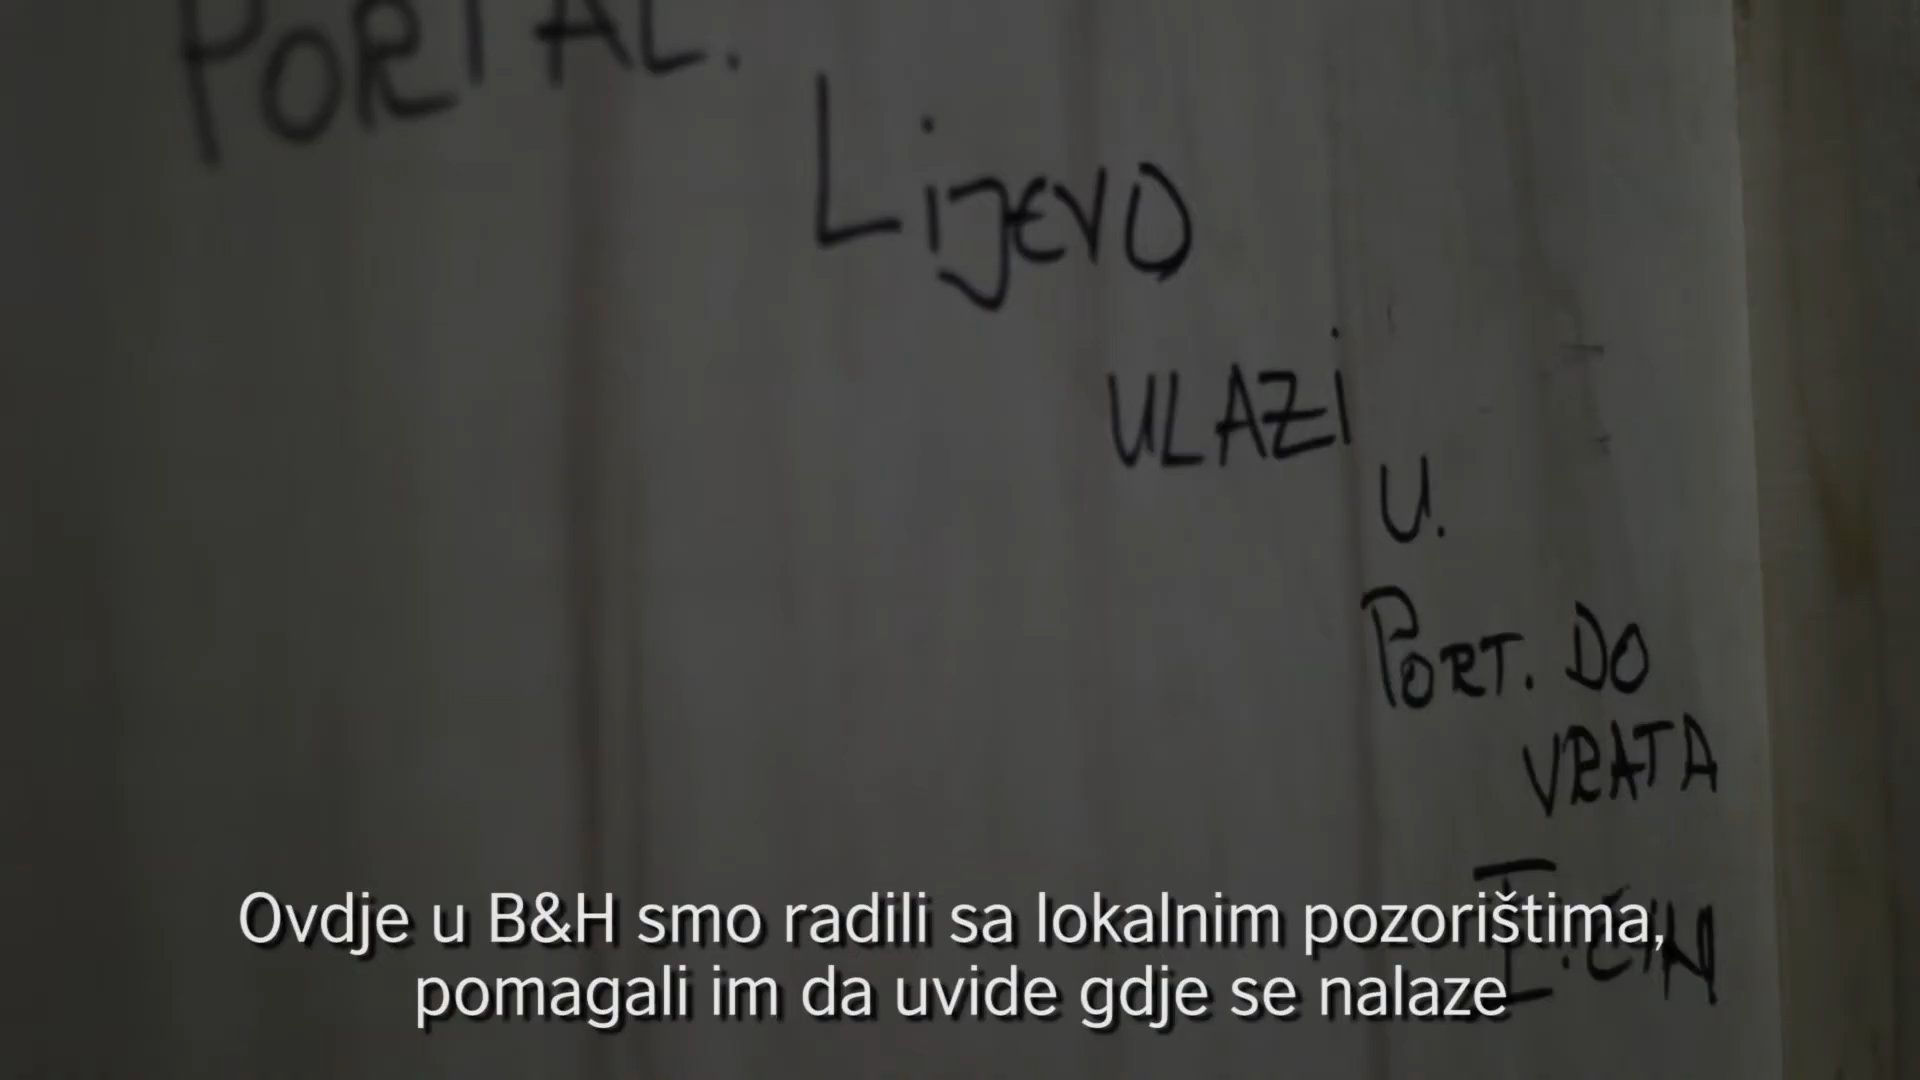 PORTAL.
LijEVO
ULAZi
U.
PORT. DO
VRATA
I. ČiN
Ovdje u B&H smo radili sa lokalnim pozorištima,
pomagali im da uvide gdje se nalaze